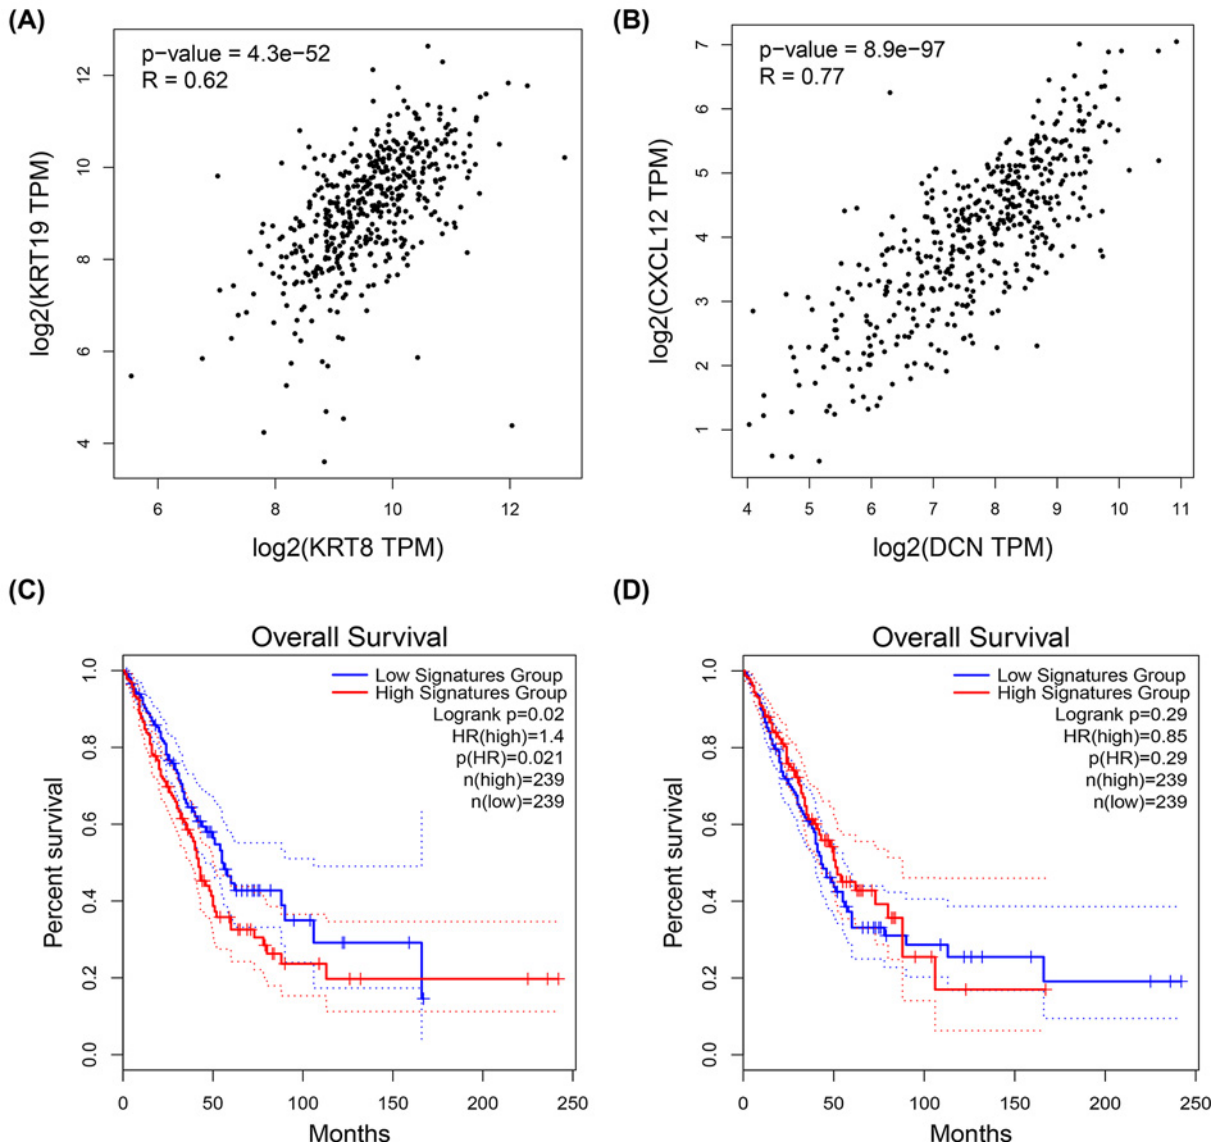 (A)
p−value = 4.3e−52
R = 0.62
log2(KRT19 TPM)
12
10
8
6
4
6
8
10
12
log2(KRT8 TPM)
(B)
p−value = 8.9e−97
R = 0.77
log2(CXCL12 TPM)
7
6
5
4
3
2
1
4
5
6
7
8
9
10
11
log2(DCN TPM)
(C)
Overall Survival
Low Signatures Group
High Signatures Group
Logrank p=0.02
HR(high)=1.4
p(HR)=0.021
n(high)=239
n(low)=239
Percent survival
1.0
0.8
0.6
0.4
0.2
0.0
0
50
100
150
200
250
Months
(D)
Overall Survival
Low Signatures Group
High Signatures Group
Logrank p=0.29
HR(high)=0.85
p(HR)=0.29
n(high)=239
n(low)=239
Percent survival
1.0
0.8
0.6
0.4
0.2
0.0
0
50
100
150
200
250
Months